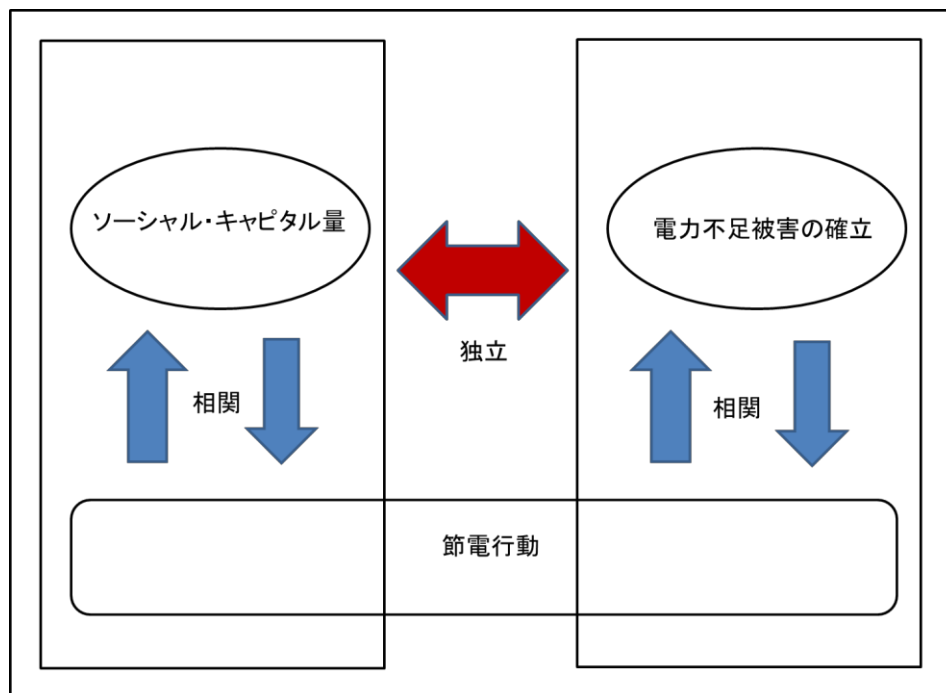 ソーシャル・キャピタル量
電力不足被害の確立
独立
相関
相関
節電行動